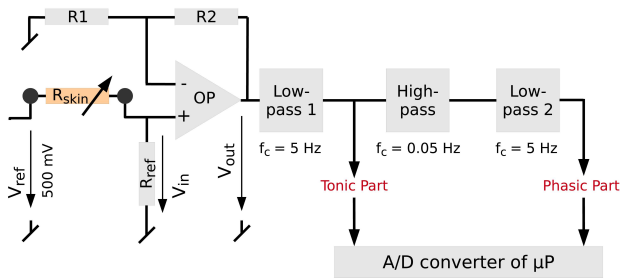 R1
R2
Rskin
-
+
OP
Low-
pass 1
High-
pass
Low-
pass 2
fc = 5 Hz
fc = 0.05 Hz
fc = 5 Hz
Vref
500 mV
Rref
Vin
Vout
Tonic Part
Phasic Part
A/D converter of µP